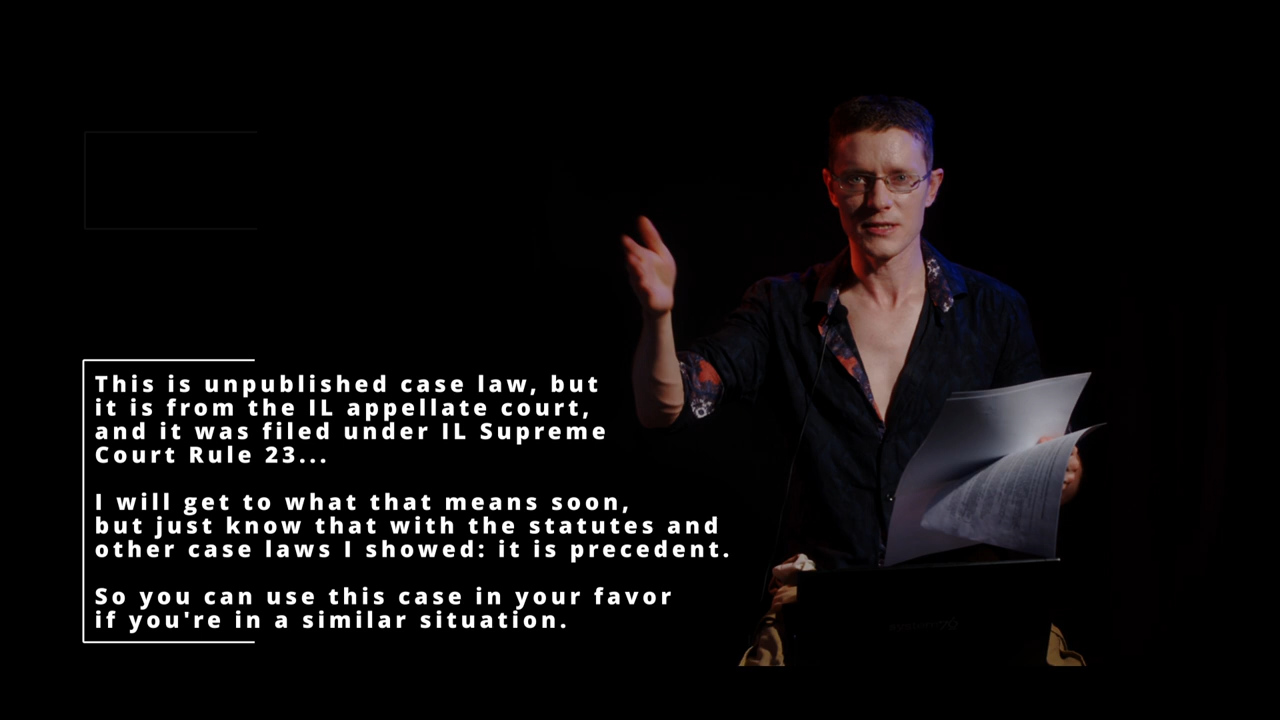 This is unpublished case law, but
it is from the IL appellate court,
and it was filed under IL Supreme
Court Rule 23...
I will get to what that means soon,
but just know that with the statutes and
other case laws I showed: it is precedent.
So you can use this case in your favor
if you're in a similar situation.